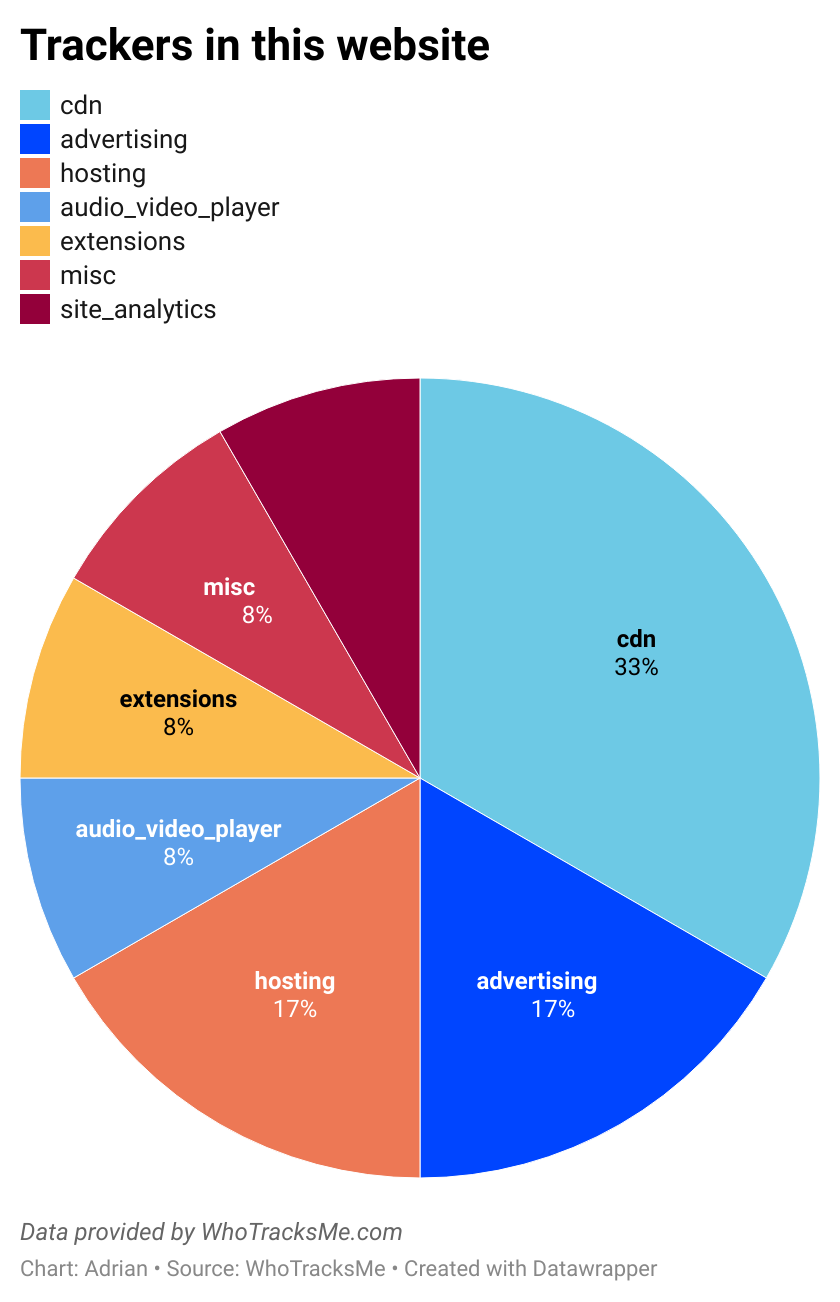 Trackers in this website
cdn
advertising
hosting
audio_video_player
extensions
misc
site_analytics
misc
8%
cdn
33%
extensions
8%
audio_video_player
8%
hosting
17%
advertising
17%
Data provided by WhoTracksMe.com
Chart: Adrian • Source: WhoTracksMe • Created with Datawrapper